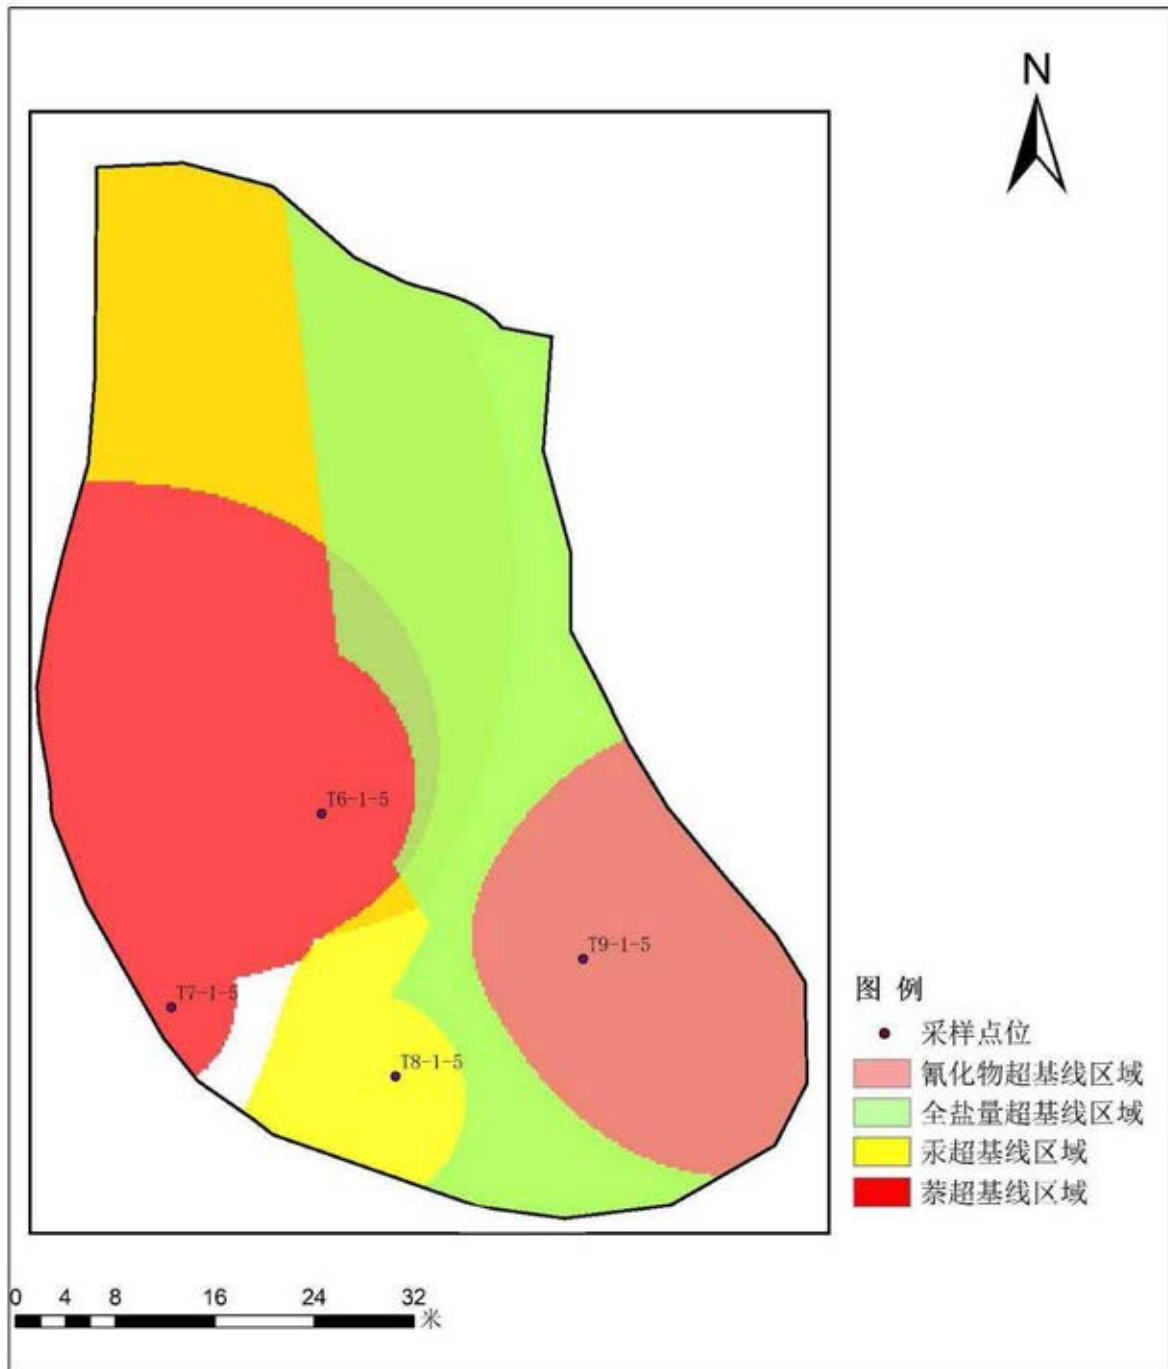 N
T6-1-5
T9-1-5
T7-1-5
T8-1-5
图 例
采样点位
氰化物超基线区域
全盐量超基线区域
汞超基线区域
萘超基线区域
0 4 8 16 24 32
米